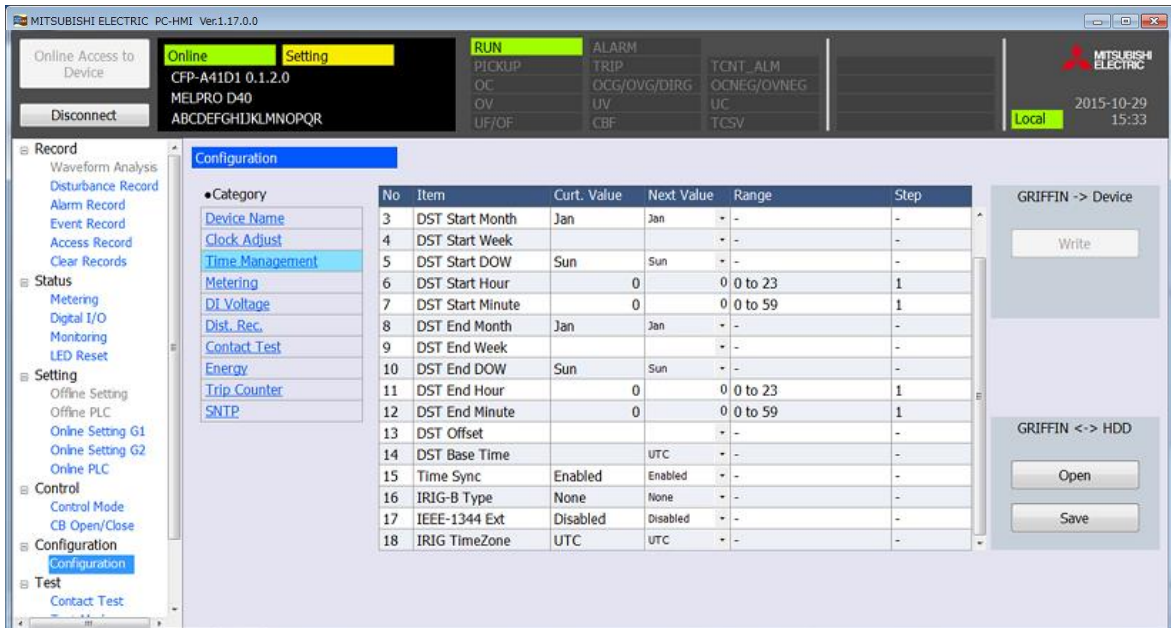 MITSUBISHI ELECTRIC PC-HMI Ver.1.17.0.0
Online Access to Device
Disconnect
Online Setting
CFP-A41D1 0.1.2.0
MELPRO D40
ABCDEFGHIJKLMNOPQR
RUN ALARM
PICKUP TRIP TCNT_ALM
OC OCG/OVG/DIRG OCNEG/OVNEG
OV UV UC
UF/OF CBF TCSV
MITSUBISHI ELECTRIC
2015-10-29
Local 15:33
Record
Waveform Analysis
Disturbance Record
Alarm Record
Event Record
Access Record
Clear Records
Status
Metering
Digital I/O
Monitoring
LED Reset
Setting
Offline Setting
Offline PLC
Online Setting G1
Online Setting G2
Online PLC
Control
Control Mode
CB Open/Close
Configuration
Configuration
Test
Contact Test
Configuration
●Category
Device Name
Clock Adjust
Time Management
Metering
DI Voltage
Dist. Rec.
Contact Test
Energy
Trip Counter
SNTP
No Item Curt. Value Next Value Range Step
3 DST Start Month Jan Jan - -
4 DST Start Week - -
5 DST Start DOW Sun Sun - -
6 DST Start Hour 0 0 0 to 23 1
7 DST Start Minute 0 0 0 to 59 1
8 DST End Month Jan Jan - -
9 DST End Week - -
10 DST End DOW Sun Sun - -
11 DST End Hour 0 0 0 to 23 1
12 DST End Minute 0 0 0 to 59 1
13 DST Offset - -
14 DST Base Time UTC - -
15 Time Sync Enabled Enabled - -
16 IRIG-B Type None None - -
17 IEEE-1344 Ext Disabled Disabled - -
18 IRIG TimeZone UTC UTC - -
GRIFFIN -> Device
Write
GRIFFIN <-> HDD
Open
Save